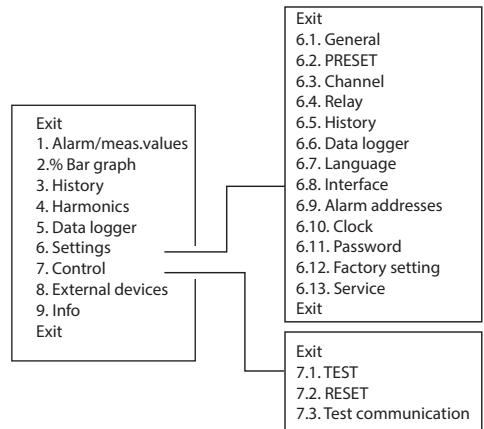 Exit
1. Alarm/meas.values
2.% Bar graph
3. History
4. Harmonics
5. Data logger
6. Settings
7. Control
8. External devices
9. Info
Exit
Exit
6.1. General
6.2. PRESET
6.3. Channel
6.4. Relay
6.5. History
6.6. Data logger
6.7. Language
6.8. Interface
6.9. Alarm addresses
6.10. Clock
6.11. Password
6.12. Factory setting
6.13. Service
Exit
Exit
7.1. TEST
7.2. RESET
7.3. Test communication